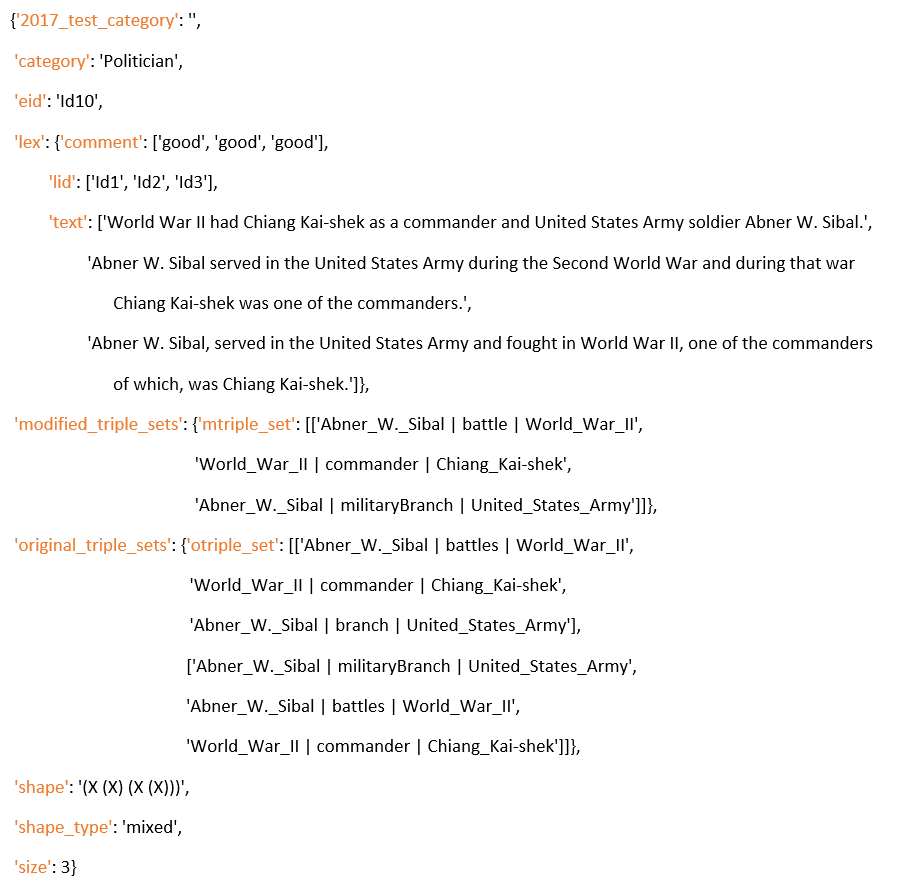 {'2017_test_category': '',
'category': 'Politician',
'eid': 'Id10',
'lex': {'comment': ['good', 'good', 'good'],
'lid': ['Id1', 'Id2', 'Id3'],
'text': ['World War II had Chiang Kai-shek as a commander and United States Army soldier Abner W. Sibal.',
'Abner W. Sibal served in the United States Army during the Second World War and during that war
Chiang Kai-shek was one of the commanders.',
'Abner W. Sibal, served in the United States Army and fought in World War II, one of the commanders
of which, was Chiang Kai-shek.']},
'modified_triple_sets': {'mtriple_set': [['Abner_W._Sibal | battle | World_War_II',
'World_War_II | commander | Chiang_Kai-shek',
'Abner_W._Sibal | militaryBranch | United_States_Army']]},
'original_triple_sets': {'otriple_set': [['Abner_W._Sibal | battles | World_War_II',
'World_War_II | commander | Chiang_Kai-shek',
'Abner_W._Sibal | branch | United_States_Army'],
['Abner_W._Sibal | militaryBranch | United_States_Army',
'Abner_W._Sibal | battles | World_War_II',
'World_War_II | commander | Chiang_Kai-shek']]},
'shape': '(X (X) (X (X)))',
'shape_type': 'mixed',
'size': 3}